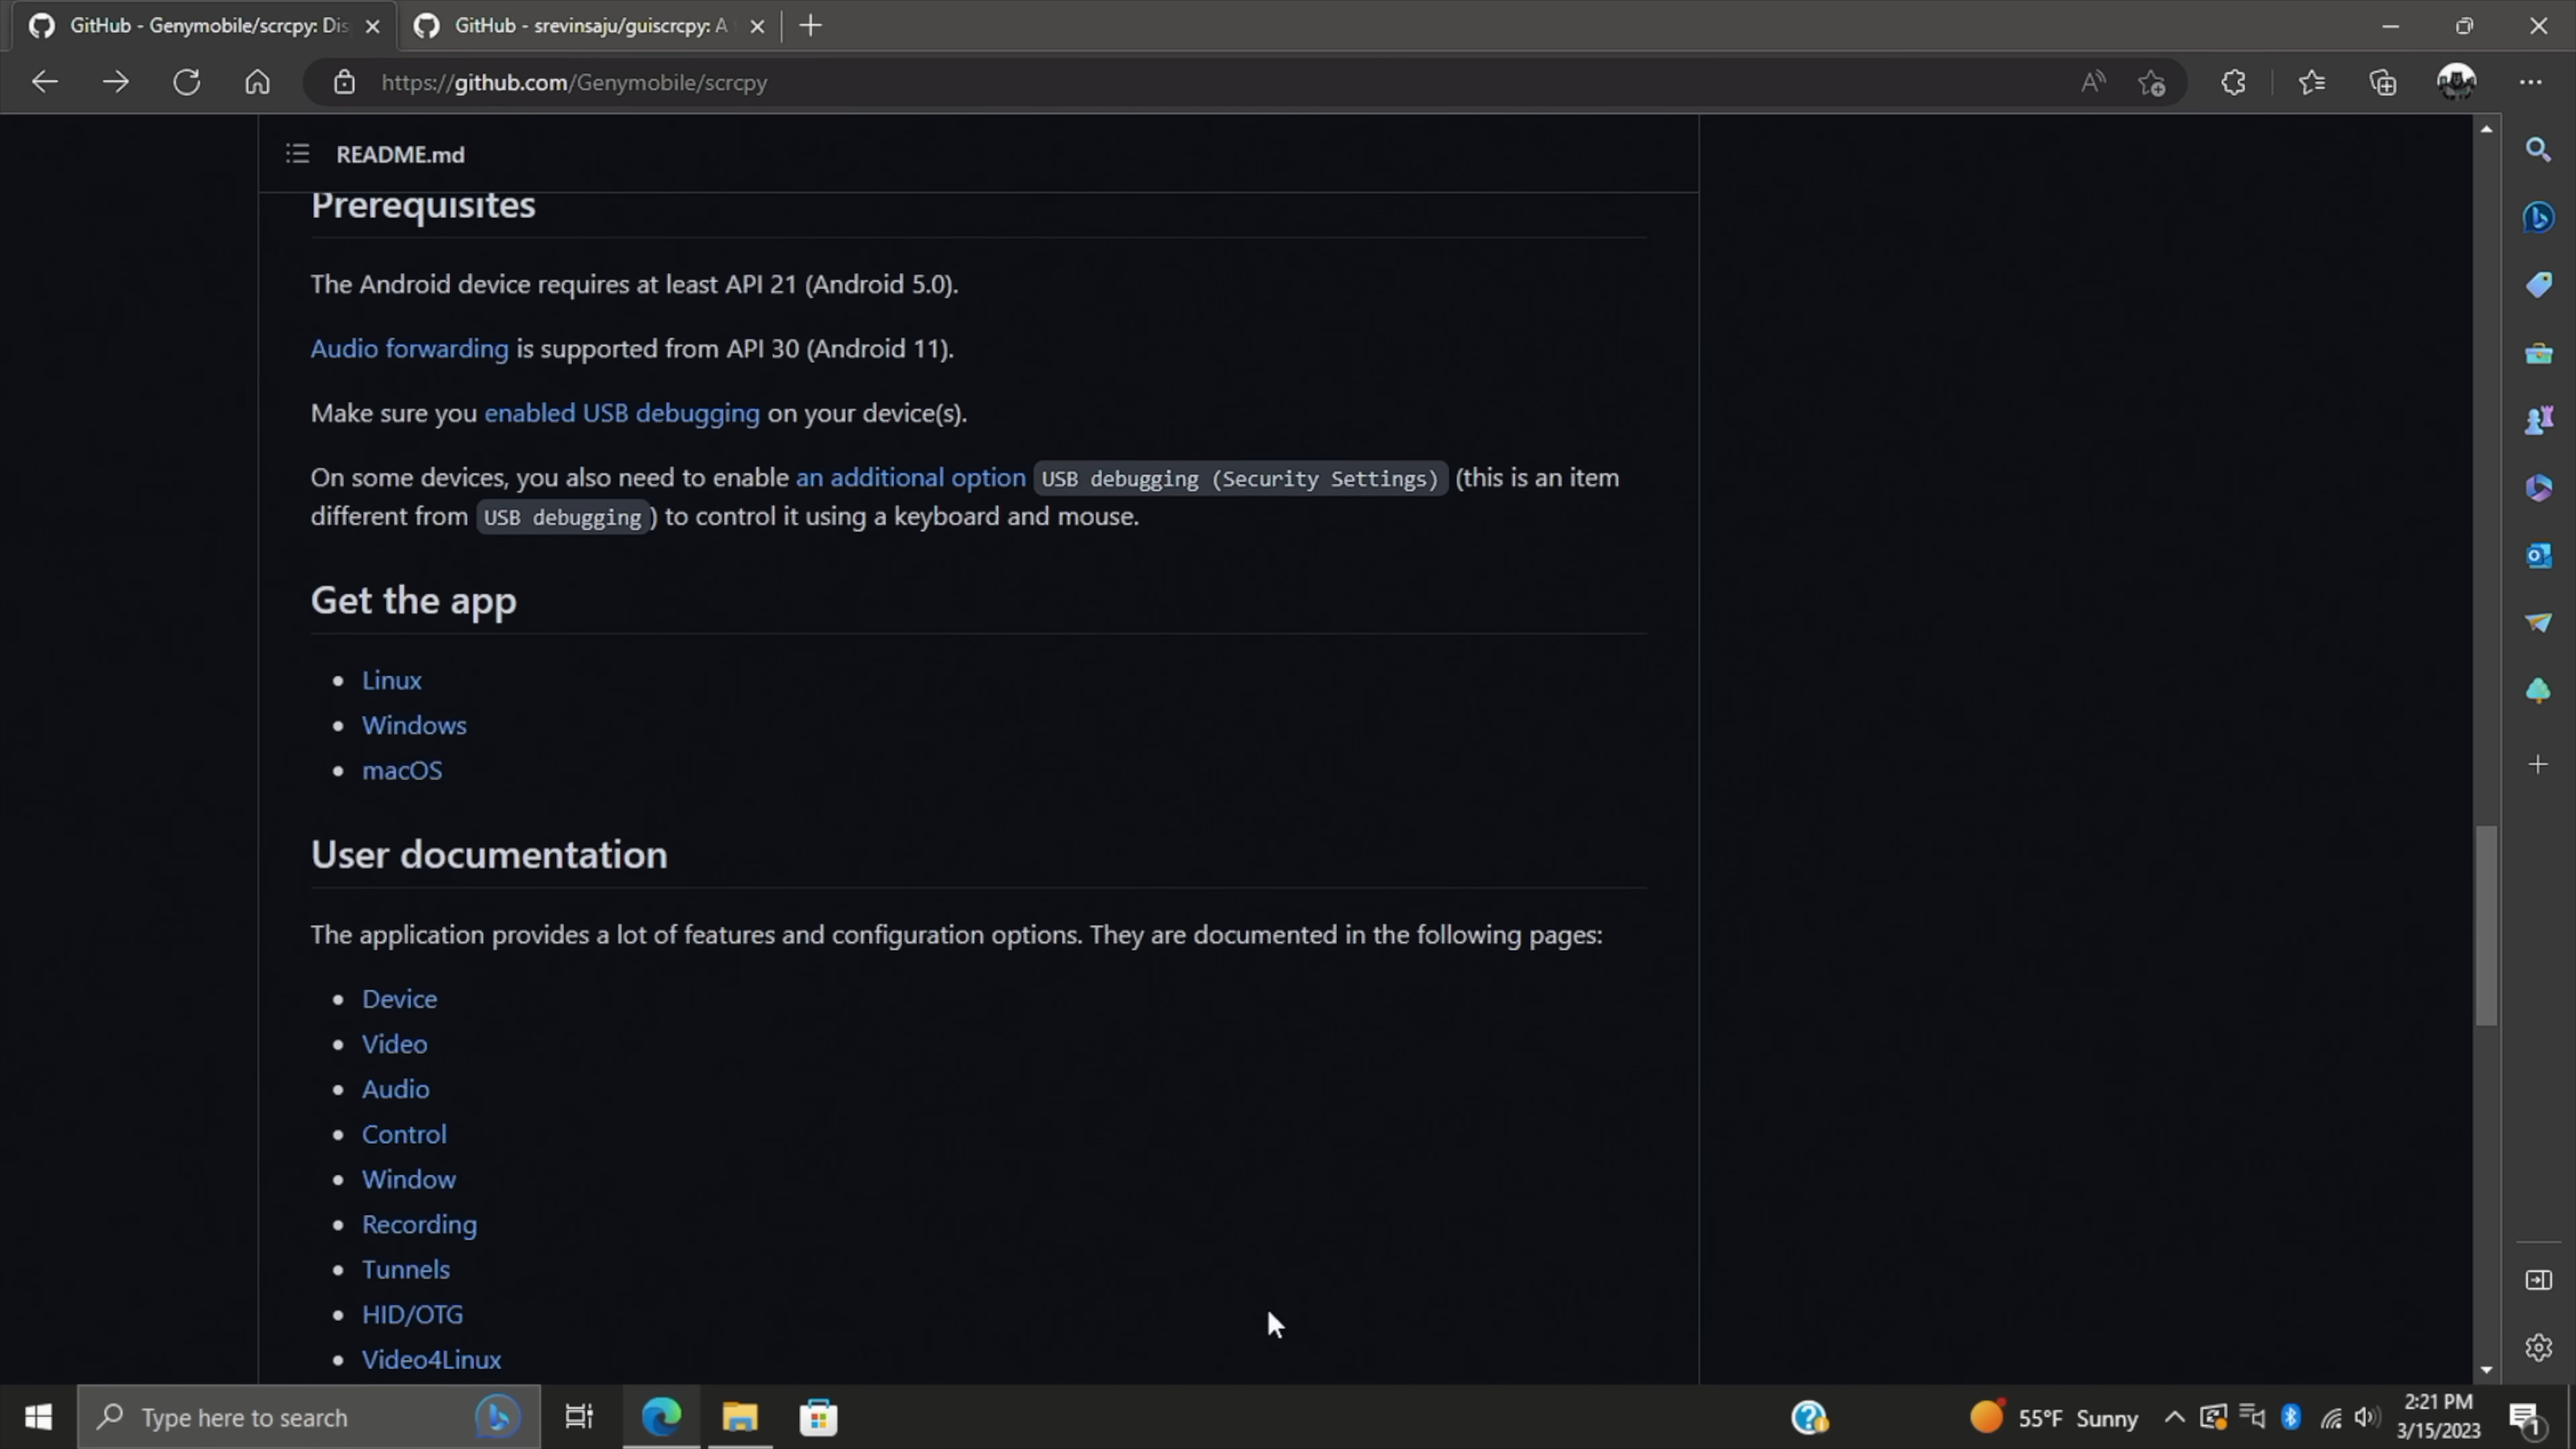 GitHub - Genymobile/scrcpy: Dis
GitHub - srevinsaju/guiscrcpy: A
https://github.com/Genymobile/scrcpy
README.md
Prerequisites
The Android device requires at least API 21 (Android 5.0).
Audio forwarding is supported from API 30 (Android 11).
Make sure you enabled USB debugging on your device(s).
On some devices, you also need to enable an additional option USB debugging (Security Settings) (this is an item
different from USB debugging) to control it using a keyboard and mouse.
Get the app
Linux
Windows
macOS
User documentation
The application provides a lot of features and configuration options. They are documented in the following pages:
Device
Video
Audio
Control
Window
Recording
Tunnels
HID/OTG
Video4Linux
Type here to search
55°F Sunny
2:21 PM
3/15/2023
1